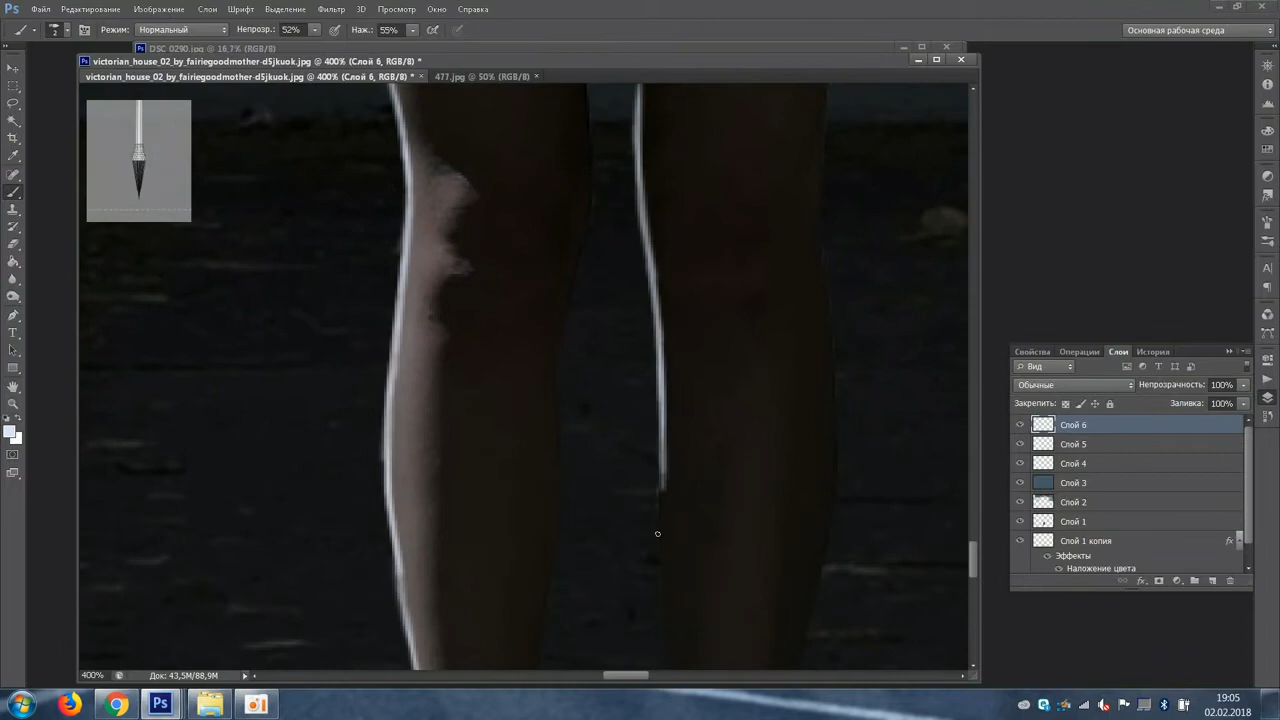 Ps Файл Редактирование Изображение Слои Шрифт Выделение Фильтр 3D Просмотр Окно Справка
2 Режим: Нормальный Непрозр.: 52% Наж.: 55% Основная рабочая среда
DSC 0290.jpg @ 16,7% (RGB/8)
victorian_house_02_by_fairiegoodmother-d5jkuok.jpg @ 400% (Слой 6, RGB/8) *
victorian_house_02_by_fairiegoodmother-d5jkuok.jpg @ 400% (Слой 6, RGB/8) * × 477.jpg @ 50% (RGB/8) ×
Свойства Операции Слои История
Вид
Обычные Непрозрачность: 100%
Закрепить: Заливка: 100%
Слой 6
Слой 5
Слой 4
Слой 3
Слой 2
Слой 1
Слой 1 копия fx
Эффекты
Наложение цвета
400% Док: 43,5M/88,9M
Ps
19:05
02.02.2018